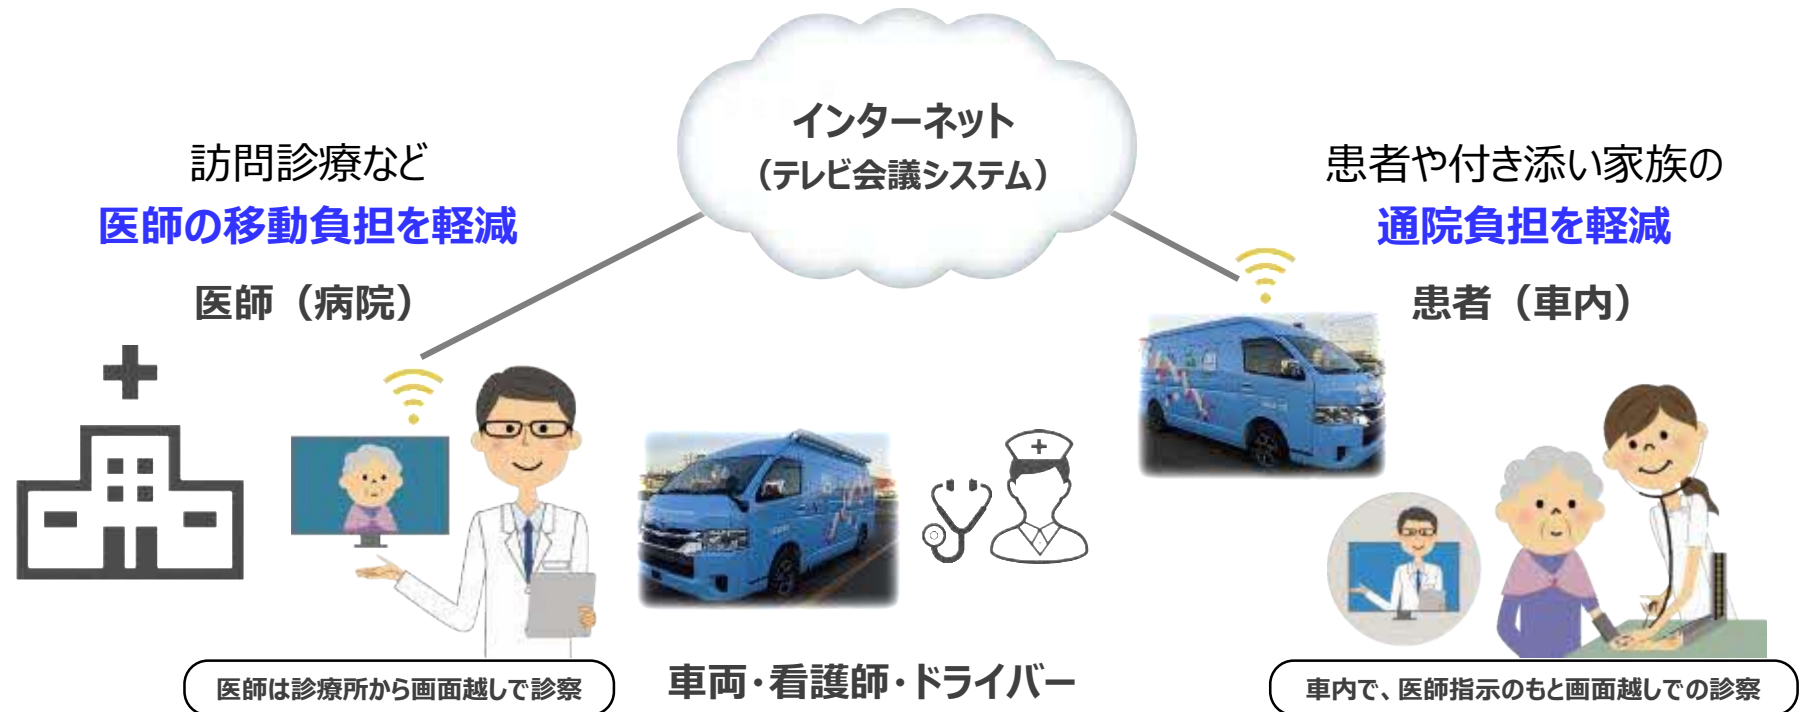 インターネット
（テレビ会議システム）
訪問診療など
医師の移動負担を軽減
医師（病院）
患者や付き添い家族の
通院負担を軽減
患者（車内）
医師は診療所から画面越しで診察
車両・看護師・ドライバー
車内で、医師指示のもと画面越しでの診察